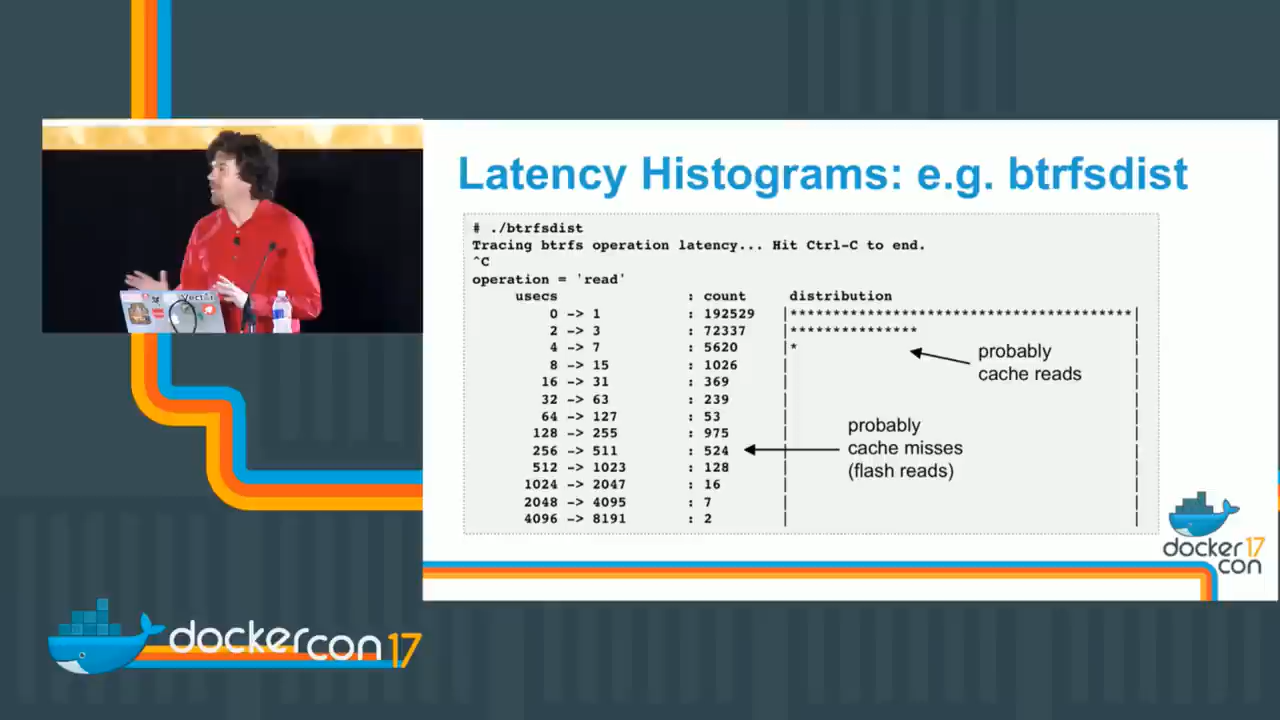 Latency Histograms: e.g. btrfsdist
# ./btrfsdist
Tracing btrfs operation latency... Hit Ctrl-C to end.
^C
operation = 'read'
usecs : count distribution
0 -> 1 : 192529 |****************************************|
2 -> 3 : 72337 |*************** |
4 -> 7 : 5620 |* |
8 -> 15 : 1026 | |
16 -> 31 : 369 | |
32 -> 63 : 239 | |
64 -> 127 : 53 | |
128 -> 255 : 975 | |
256 -> 511 : 524 | |
512 -> 1023 : 128 | |
1024 -> 2047 : 16 | |
2048 -> 4095 : 7 | |
4096 -> 8191 : 2 | |
probably
cache reads
probably
cache misses
(flash reads)
Vector
docker 17
con
dockercon 17